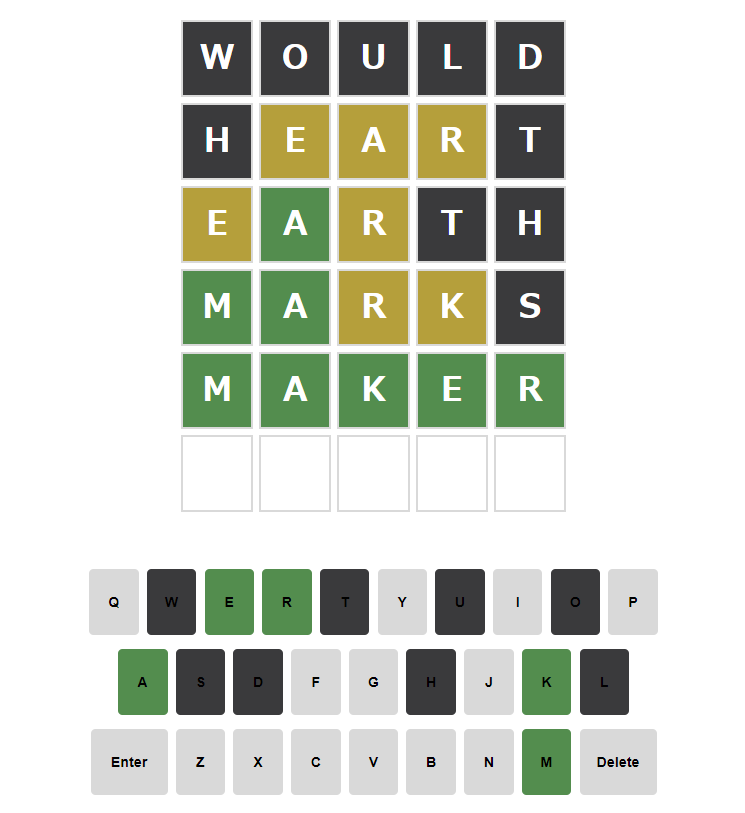 W O U L D
H E A R T
E A R T H
M A R K S
M A K E R
Q W E R T Y U I O P
A S D F G H J K L
Enter Z X C V B N M Delete